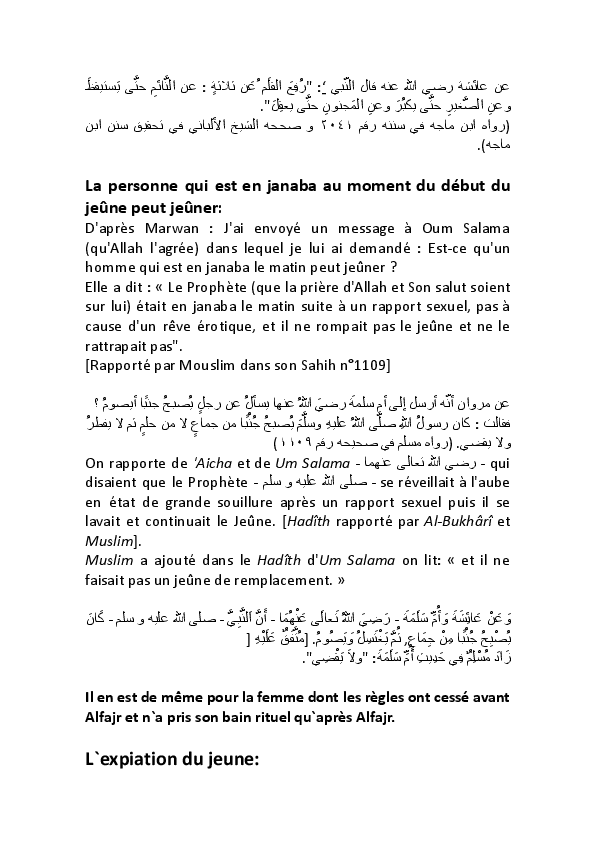 عن عائشة رضي الله عنه قال النّبي ﷺ: "رُفِعَ القلَم ُعَن ثلاثةٍ : عن النَّائمِ حتَّى يَستيقظَ
وعنِ الصَّغيرِ حتَّى يكبُرَ وعنِ المَجنونِ حتَّى يعقِلَ".
(رواه ابن ماجه في سننه رقم ٢٠٤١ و صححه الشيخ الألباني في تحقيق سنن ابن
ماجه).
La personne qui est en janaba au moment du début du
jeûne peut jeûner:
D'après Marwan : J'ai envoyé un message à Oum Salama
(qu'Allah l'agrée) dans lequel je lui ai demandé : Est-ce qu'un
homme qui est en janaba le matin peut jeûner ?
Elle a dit : « Le Prophète (que la prière d'Allah et Son salut soient
sur lui) était en janaba le matin suite à un rapport sexuel, pas à
cause d'un rêve érotique, et il ne rompait pas le jeûne et ne le
rattrapait pas".
[Rapporté par Mouslim dans son Sahih n°1109]
عن مروان أنّه أرسل إلى أم سلمةَ رضيَ اللهُ عنها يسألُ عن رجلٍ يُصبحُ جنبًا أيصومُ ؟
فقالت : كان رسولُ اللهِ صلَّى اللهُ عليهِ وسلَّمَ يُصبحُ جُنُبًا من جماعٍ لا من حلمٍ ثم لا يفطرُ
ولا يقضي. (رواه مسلم في صحيحه رقم ١١٠٩)
On rapporte de ‘Aicha et de Um Salama - رضي الله تعالى عنهما - qui
disaient que le Prophète - صلى الله عليه و سلم - se réveillait à l'aube
en état de grande souillure après un rapport sexuel puis il se
lavait et continuait le Jeûne. [Hadîth rapporté par Al-Bukhârî et
Muslim].
Muslim a ajouté dans le Hadîth d'Um Salama on lit: « et il ne
faisait pas un jeûne de remplacement. »
وَعَنْ عَائِشَةَ وَأُمِّ سَلَمَةَ - رَضِيَ اللَّهُ تَعَالَى عَنْهُمَا - أَنَّ اَلنَّبِيَّ - صلى الله عليه و سلم - كَانَ
يُصْبِحُ جُنُبًا مِنْ جِمَاعٍ, ثُمَّ يَغْتَسِلُ وَيَصُومُ. [مُتَّفَقٌ عَلَيْهِ [
زَادَ مُسْلِمٌ فِي حَدِيثِ أُمِّ سَلَمَةَ: "ولاَ يَقْضِي".
Il en est de même pour la femme dont les règles ont cessé avant
Alfajr et n`a pris son bain rituel qu`après Alfajr.
L`expiation du jeune: